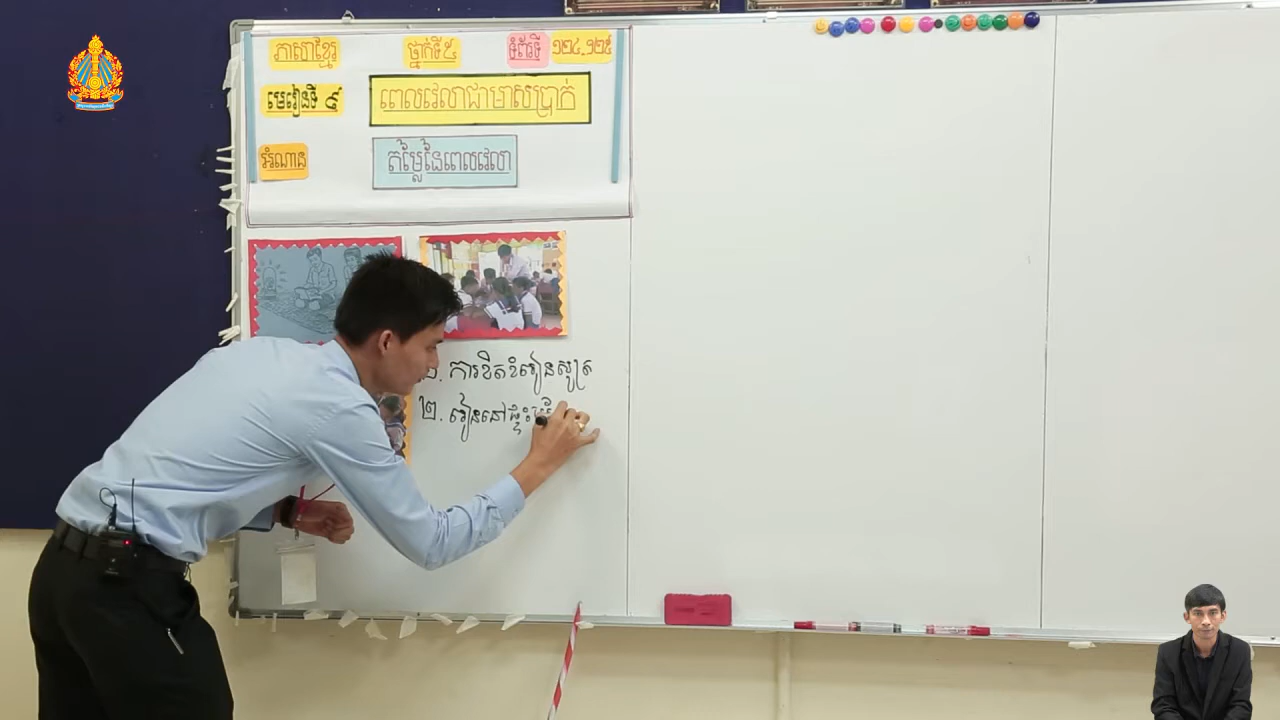 ភាសាខ្មែរ ថ្នាក់ទី៥ ទំព័រទី ១២៤-១២៥
មេរៀនទី ៩ ពេលវេលាជាមាសប្រាក់
អំណាន តម្លៃនៃពេលវេលា
១. ការខិតខំរៀនសូត្រ
២. រៀននៅផ្ទះ